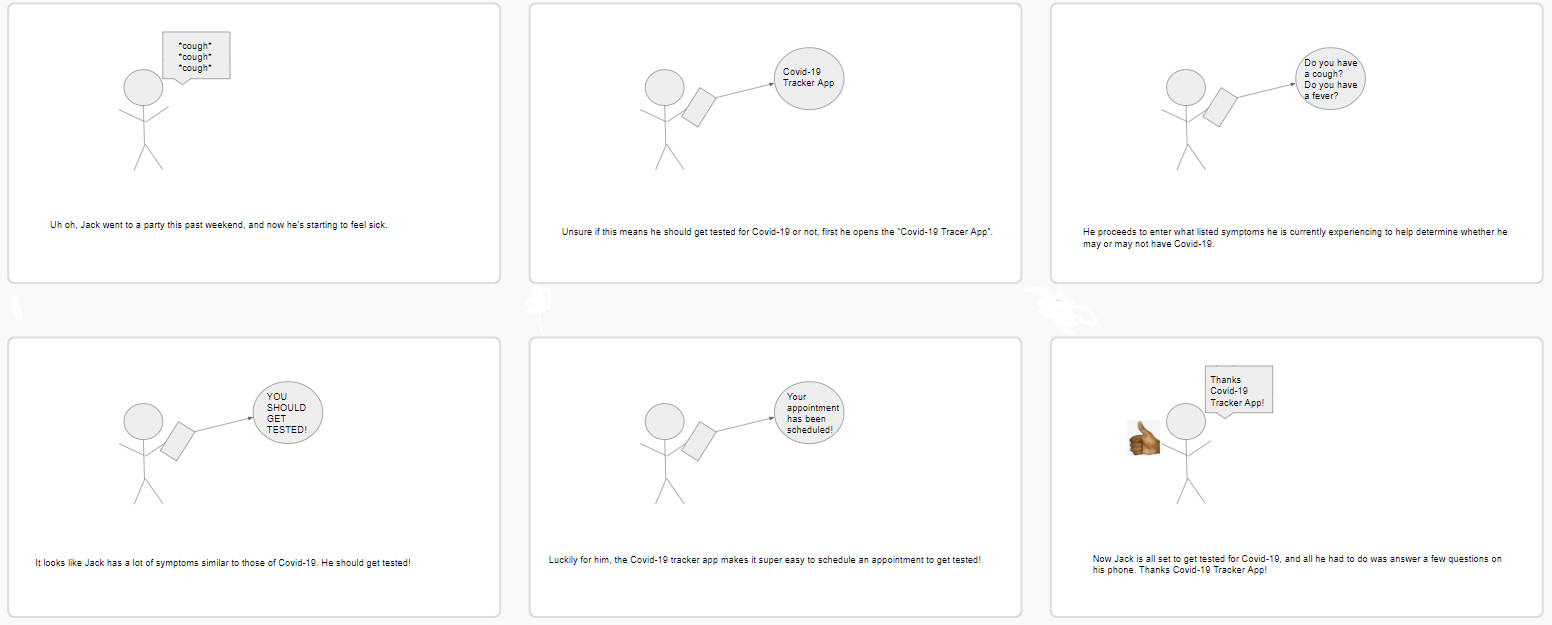 *cough*
*cough*
*cough*
Uh oh, Jack went to a party this past weekend, and now he's starting to feel sick.
Covid-19
Tracker App
Unsure if this means he should get tested for Covid-19 or not, first he opens the "Covid-19 Tracer App".
Do you have
a cough?
Do you have
a fever?
He proceeds to enter what listed symptoms he is currently experiencing to help determine whether he
may or may not have Covid-19.
YOU
SHOULD
GET
TESTED!
It looks like Jack has a lot of symptoms similar to those of Covid-19. He should get tested!
Your
appointment
has been
scheduled!
Luckily for him, the Covid-19 tracker app makes it super easy to schedule an appointment to get tested!
Thanks
Covid-19
Tracker App!
Now Jack is all set to get tested for Covid-19, and all he had to do was answer a few questions on
his phone. Thanks Covid-19 Tracker App!